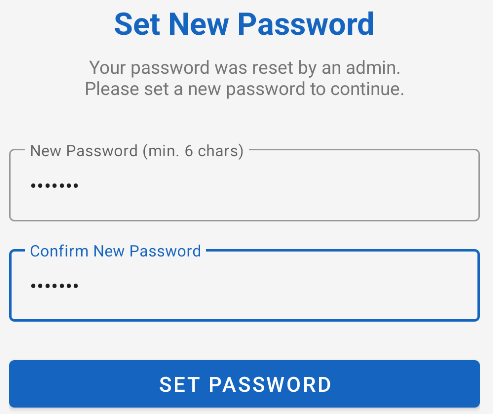 Set New Password
Your password was reset by an admin.
Please set a new password to continue.
New Password (min. 6 chars)
•••••••
Confirm New Password
•••••••
SET PASSWORD